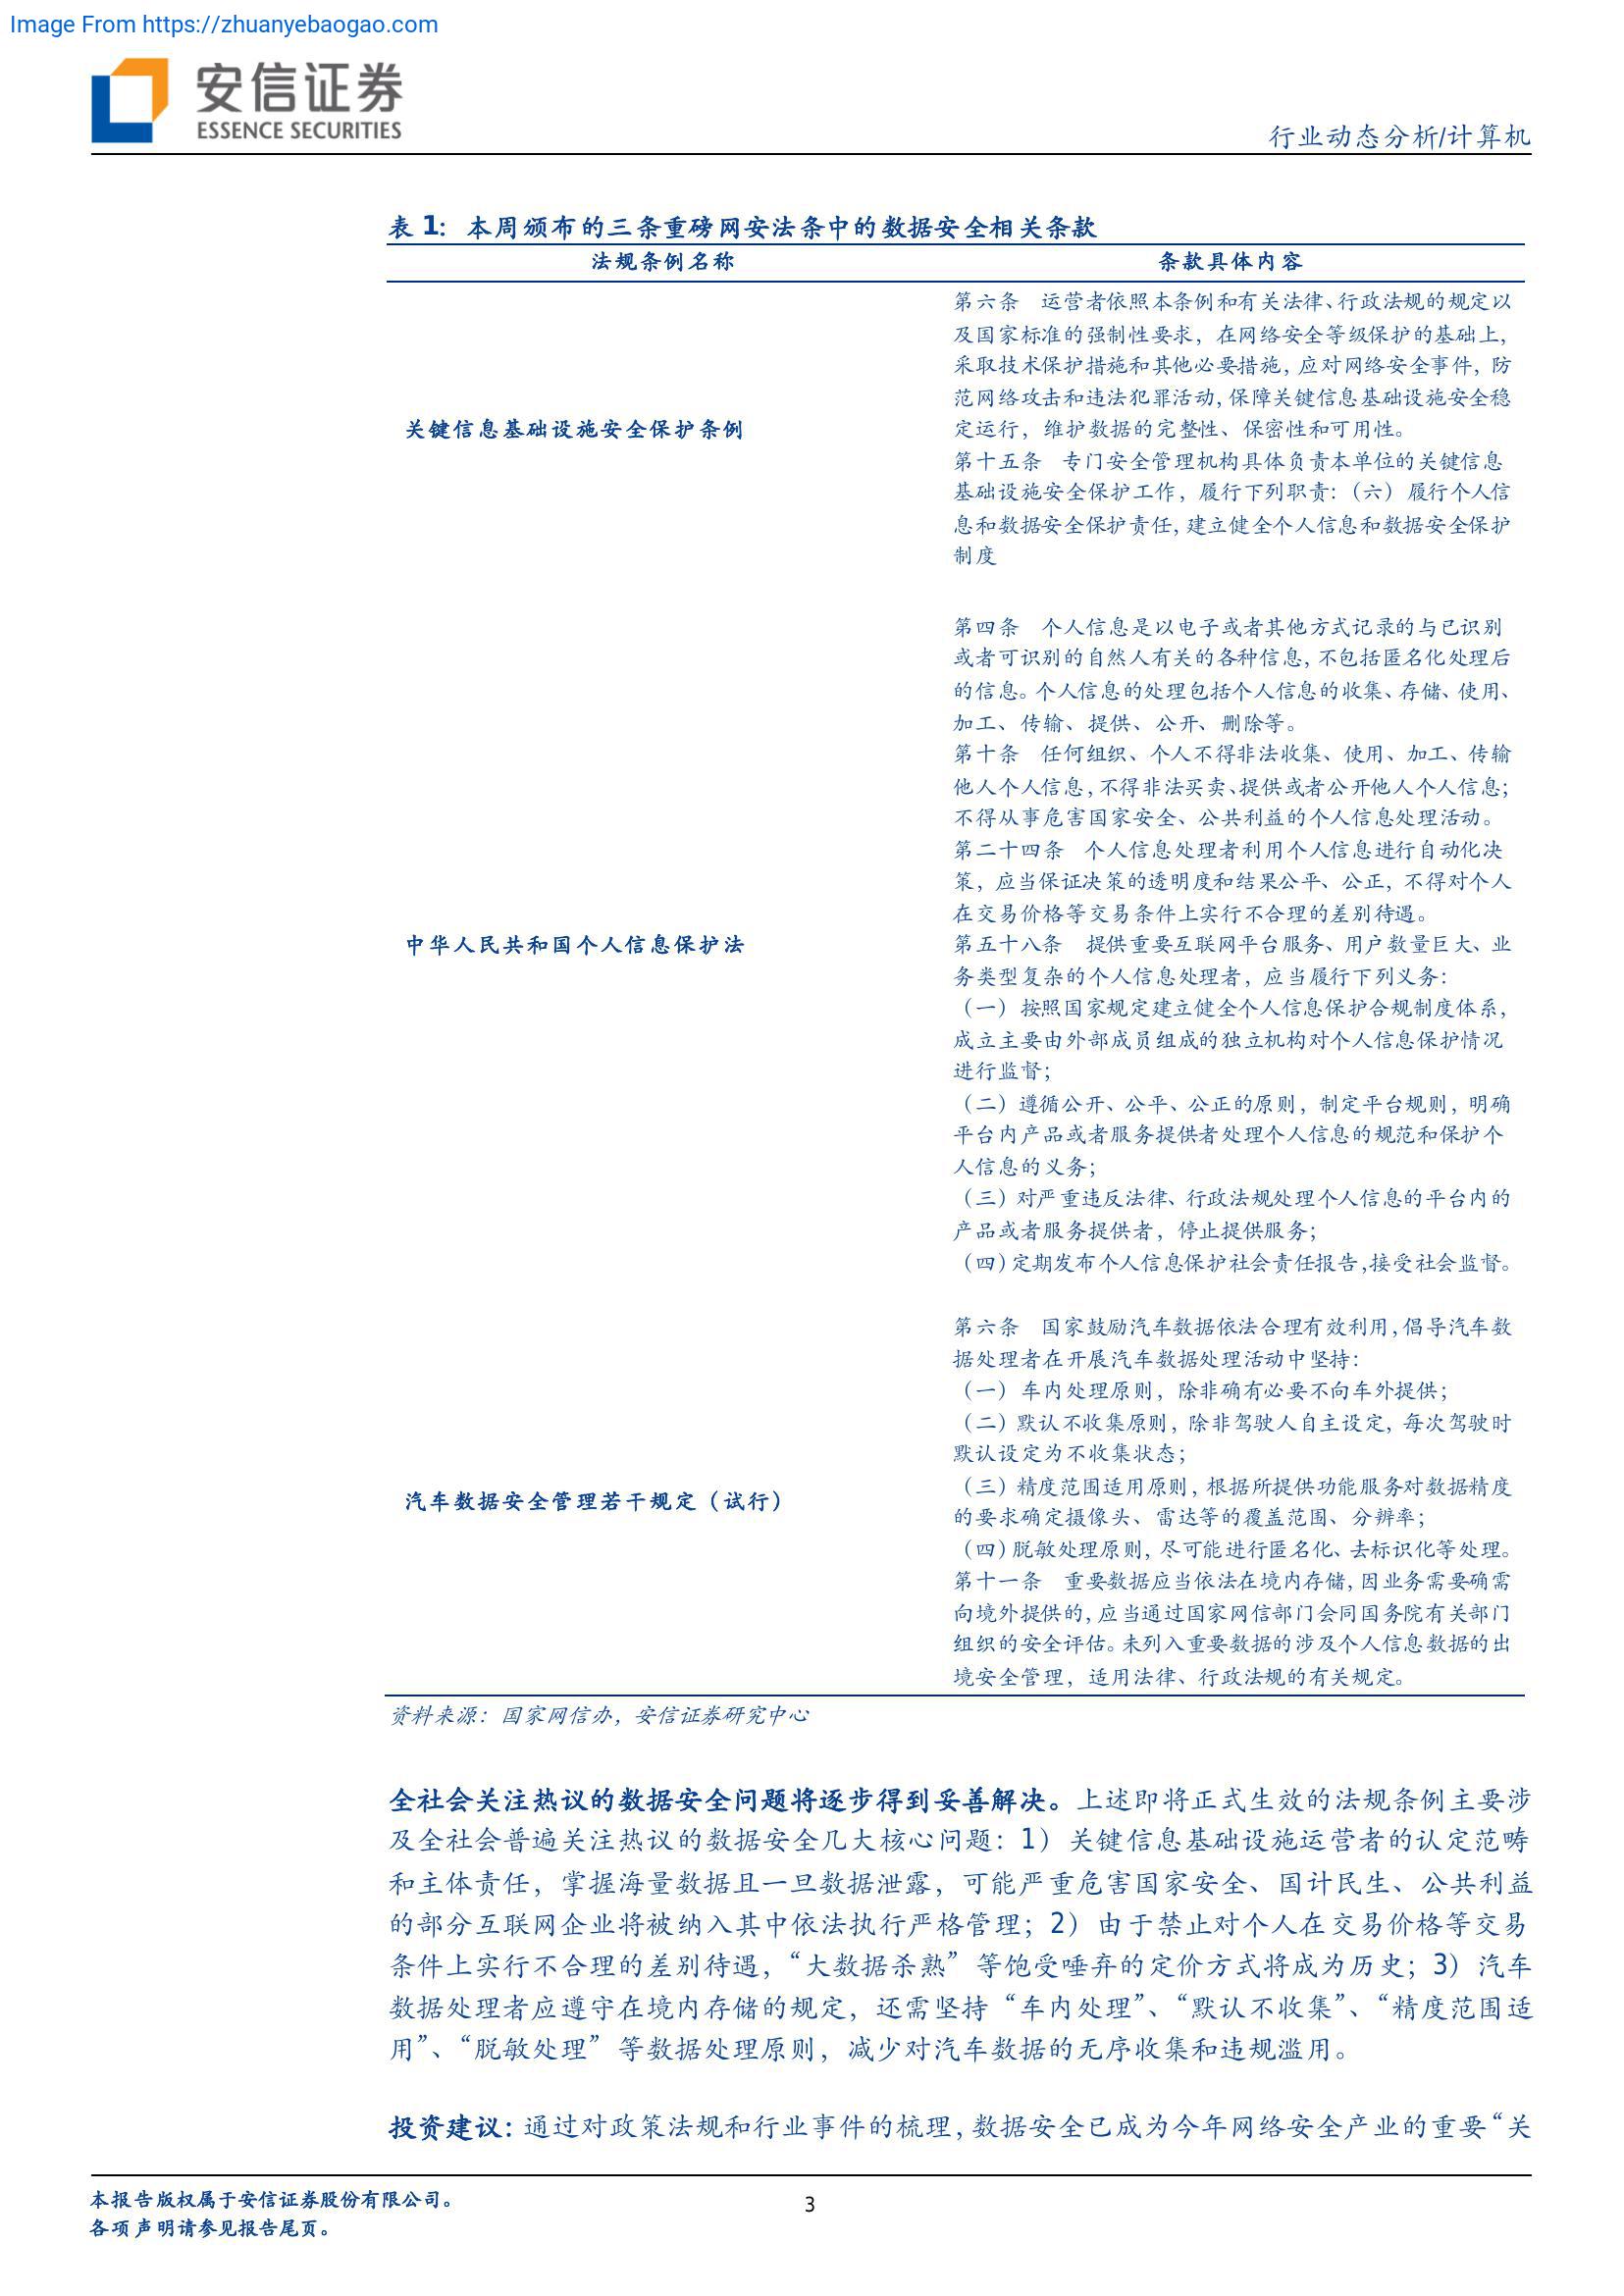 Image From https://zhuanyebaogao.com
安信证券
ESSENCE SECURITIES
行业动态分析/计算机
表 1：本周颁布的三条重磅网安法条中的数据安全相关条款
法规条例名称 条款具体内容
第六条 运营者依照本条例和有关法律、行政法规的规定以
及国家标准的强制性要求，在网络安全等级保护的基础上，
采取技术保护措施和其他必要措施，应对网络安全事件，防
范网络攻击和违法犯罪活动，保障关键信息基础设施安全稳
关键信息基础设施安全保护条例
定运行，维护数据的完整性、保密性和可用性。
第十五条 专门安全管理机构具体负责本单位的关键信息
基础设施安全保护工作，履行下列职责：（六）履行个人信
息和数据安全保护责任，建立健全个人信息和数据安全保护
制度
第四条 个人信息是以电子或者其他方式记录的与已识别
或者可识别的自然人有关的各种信息，不包括匿名化处理后
的信息。个人信息的处理包括个人信息的收集、存储、使用、
加工、传输、提供、公开、删除等。
第十条 任何组织、个人不得非法收集、使用、加工、传输
他人个人信息，不得非法买卖、提供或者公开他人个人信息；
不得从事危害国家安全、公共利益的个人信息处理活动。
第二十四条 个人信息处理者利用个人信息进行自动化决
策，应当保证决策的透明度和结果公平、公正，不得对个人
在交易价格等交易条件上实行不合理的差别待遇。
中华人民共和国个人信息保护法
第五十八条 提供重要互联网平台服务、用户数量巨大、业
务类型复杂的个人信息处理者，应当履行下列义务：
（一）按照国家规定建立健全个人信息保护合规制度体系，
成立主要由外部成员组成的独立机构对个人信息保护情况
进行监督；
（二）遵循公开、公平、公正的原则，制定平台规则，明确
平台内产品或者服务提供者处理个人信息的规范和保护个
人信息的义务；
（三）对严重违反法律、行政法规处理个人信息的平台内的
产品或者服务提供者，停止提供服务；
（四）定期发布个人信息保护社会责任报告，接受社会监督。
第六条 国家鼓励汽车数据依法合理有效利用，倡导汽车数
据处理者在开展汽车数据处理活动中坚持：
（一）车内处理原则，除非确有必要不向车外提供；
（二）默认不收集原则，除非驾驶人自主设定，每次驾驶时
默认设定为不收集状态；
（三）精度范围适用原则，根据所提供功能服务对数据精度
汽车数据安全管理若干规定（试行）
的要求确定摄像头、雷达等的覆盖范围、分辨率；
（四）脱敏处理原则，尽可能进行匿名化、去标识化等处理。
第十一条 重要数据应当依法在境内存储，因业务需要确需
向境外提供的，应当通过国家网信部门会同国务院有关部门
组织的安全评估。未列入重要数据的涉及个人信息数据的出
境安全管理，适用法律、行政法规的有关规定。
资料来源：国家网信办，安信证券研究中心
全社会关注热议的数据安全问题将逐步得到妥善解决。上述即将正式生效的法规条例主要涉
及全社会普遍关注热议的数据安全几大核心问题：1）关键信息基础设施运营者的认定范畴
和主体责任，掌握海量数据且一旦数据泄露，可能严重危害国家安全、国计民生、公共利益
的部分互联网企业将被纳入其中依法执行严格管理；2）由于禁止对个人在交易价格等交易
条件上实行不合理的差别待遇，“大数据杀熟”等饱受唾弃的定价方式将成为历史；3）汽车
数据处理者应遵守在境内存储的规定，还需坚持“车内处理”、“默认不收集”、“精度范围适
用”、“脱敏处理”等数据处理原则，减少对汽车数据的无序收集和违规滥用。
投资建议：通过对政策法规和行业事件的梳理，数据安全已成为今年网络安全产业的重要“关
本报告版权属于安信证券股份有限公司。
3
各项声明请参见报告尾页。